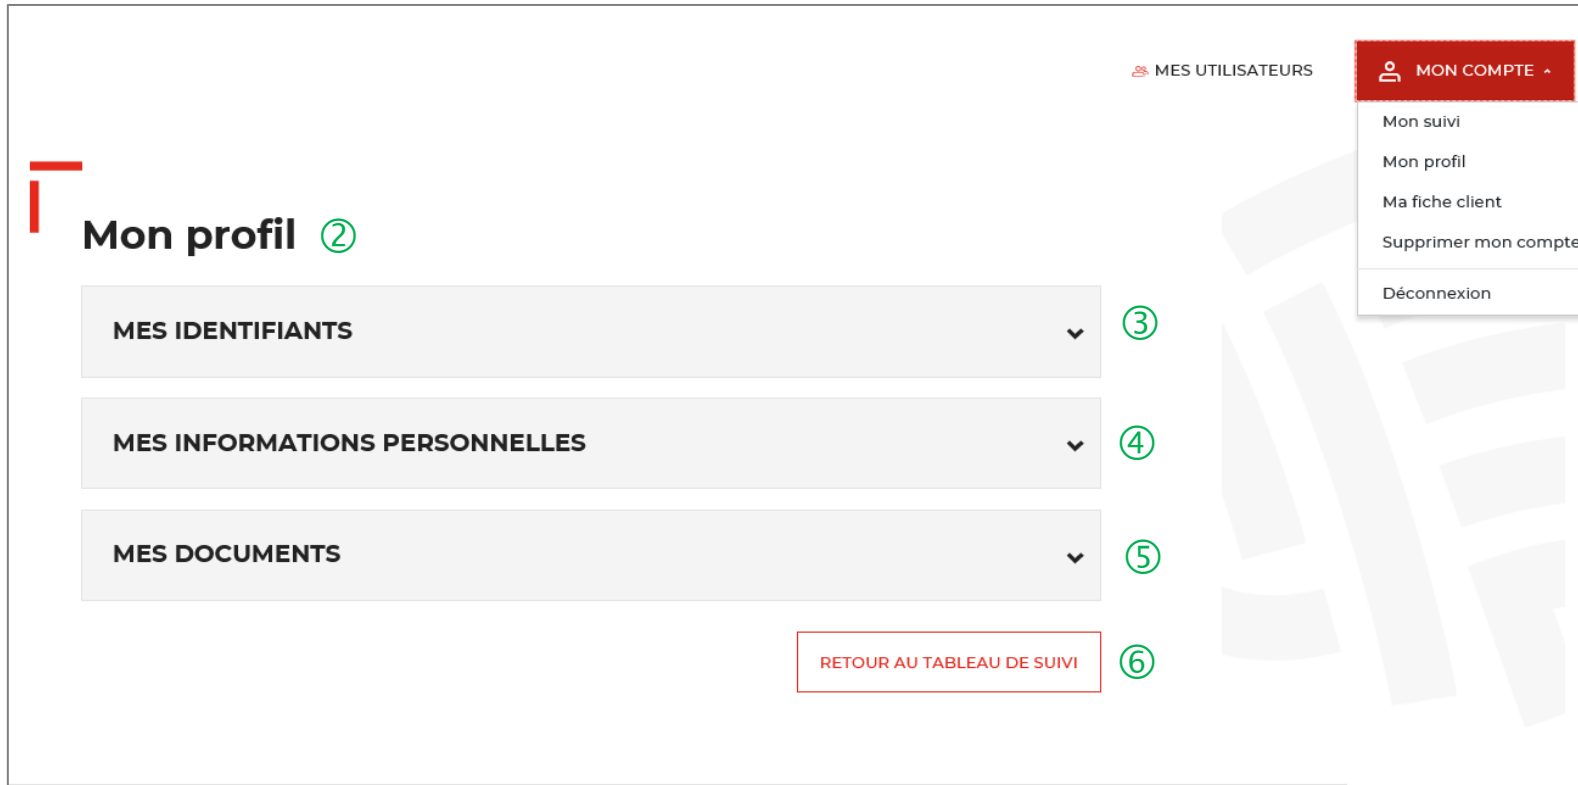 MES UTILISATEURS
MON COMPTE
Mon suivi
Mon profil
Ma fiche client
Supprimer mon compte
Déconnexion
Mon profil ②
MES IDENTIFIANTS ③
MES INFORMATIONS PERSONNELLES ④
MES DOCUMENTS ⑤
RETOUR AU TABLEAU DE SUIVI ⑥